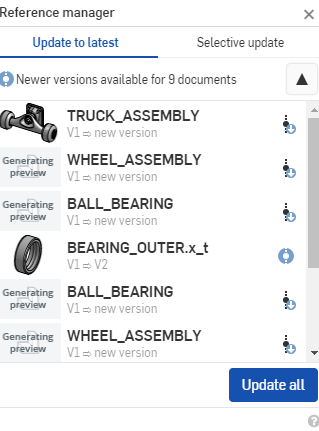 Reference manager
Update to latest
Selective update
Newer versions available for 9 documents
TRUCK_ASSEMBLY
V1 ⇨ new version
Generating preview
WHEEL_ASSEMBLY
V1 ⇨ new version
Generating preview
BALL_BEARING
V1 ⇨ new version
BEARING_OUTER.x_t
V1 ⇨ V2
Generating preview
BALL_BEARING
V1 ⇨ new version
Generating preview
WHEEL_ASSEMBLY
V1 ⇨ new version
Update all